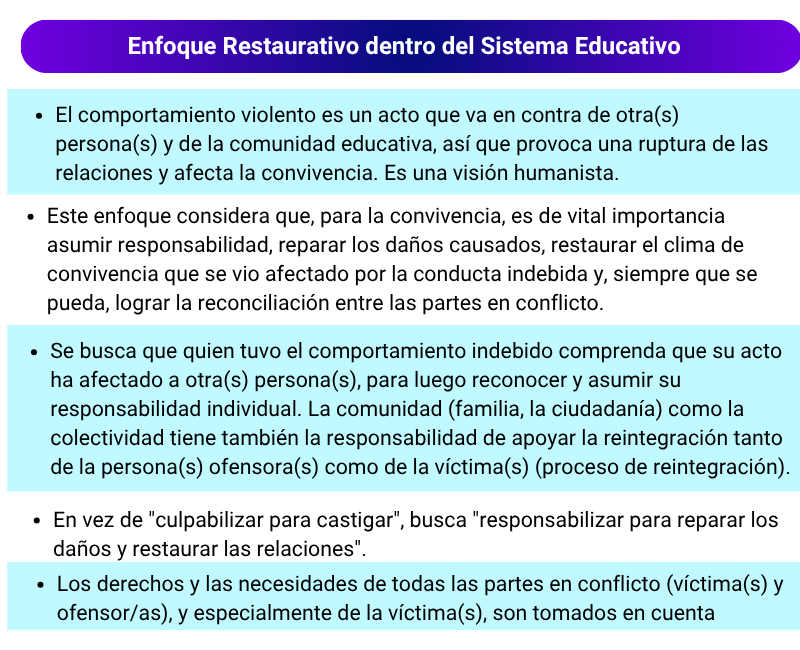 Enfoque Restaurativo dentro del Sistema Educativo
• El comportamiento violento es un acto que va en contra de otra(s)
persona(s) y de la comunidad educativa, así que provoca una ruptura de las
relaciones y afecta la convivencia. Es una visión humanista.
• Este enfoque considera que, para la convivencia, es de vital importancia
asumir responsabilidad, reparar los daños causados, restaurar el clima de
convivencia que se vio afectado por la conducta indebida y, siempre que se
pueda, lograr la reconciliación entre las partes en conflicto.
• Se busca que quien tuvo el comportamiento indebido comprenda que su acto
ha afectado a otra(s) persona(s), para luego reconocer y asumir su
responsabilidad individual. La comunidad (familia, la ciudadanía) como la
colectividad tiene también la responsabilidad de apoyar la reintegración tanto
de la persona(s) ofensora(s) como de la víctima(s) (proceso de reintegración).
• En vez de "culpabilizar para castigar", busca "responsabilizar para reparar los
daños y restaurar las relaciones".
• Los derechos y las necesidades de todas las partes en conflicto (víctima(s) y
ofensor/as), y especialmente de la víctima(s), son tomados en cuenta